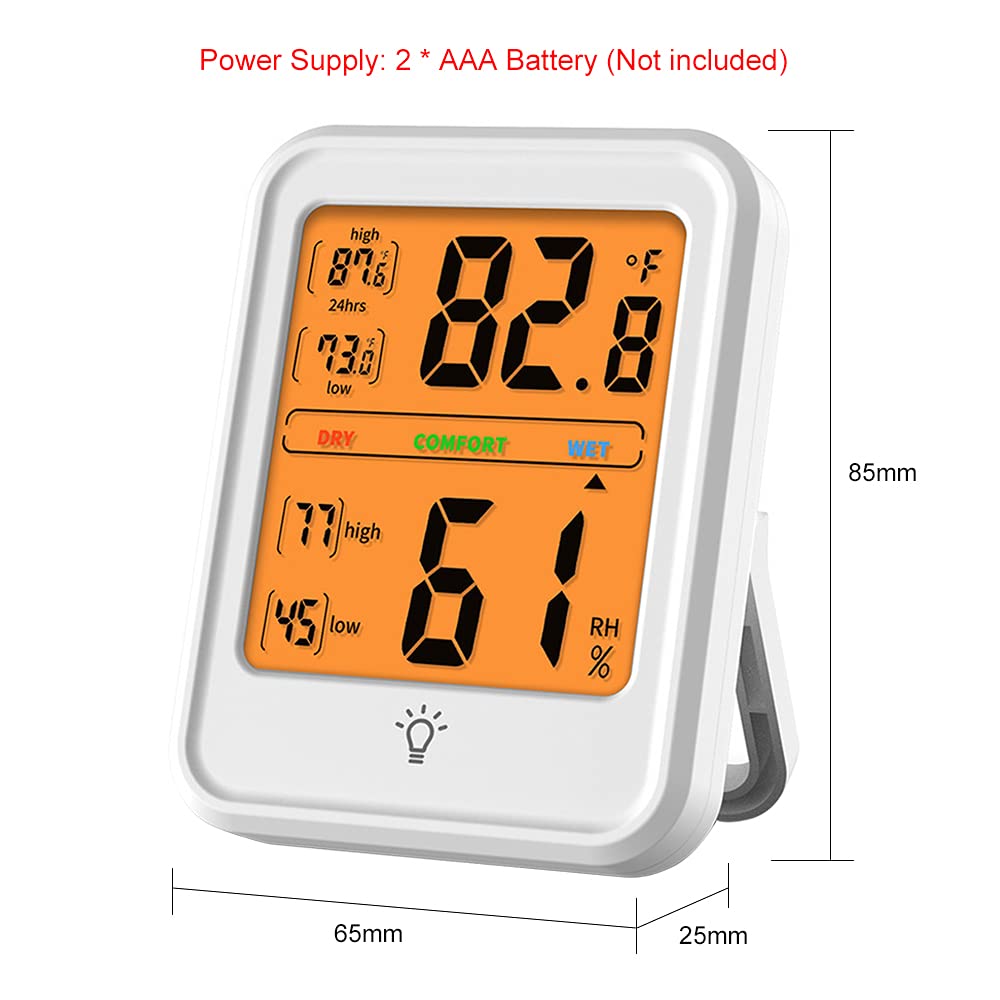 Power Supply: 2 * AAA Battery (Not included)
high
87.6 °F
24hrs
73.0 °F
low
82.8 °F
DRY COMFORT WET
77 high
45 low
61
RH
%
85mm
65mm
25mm